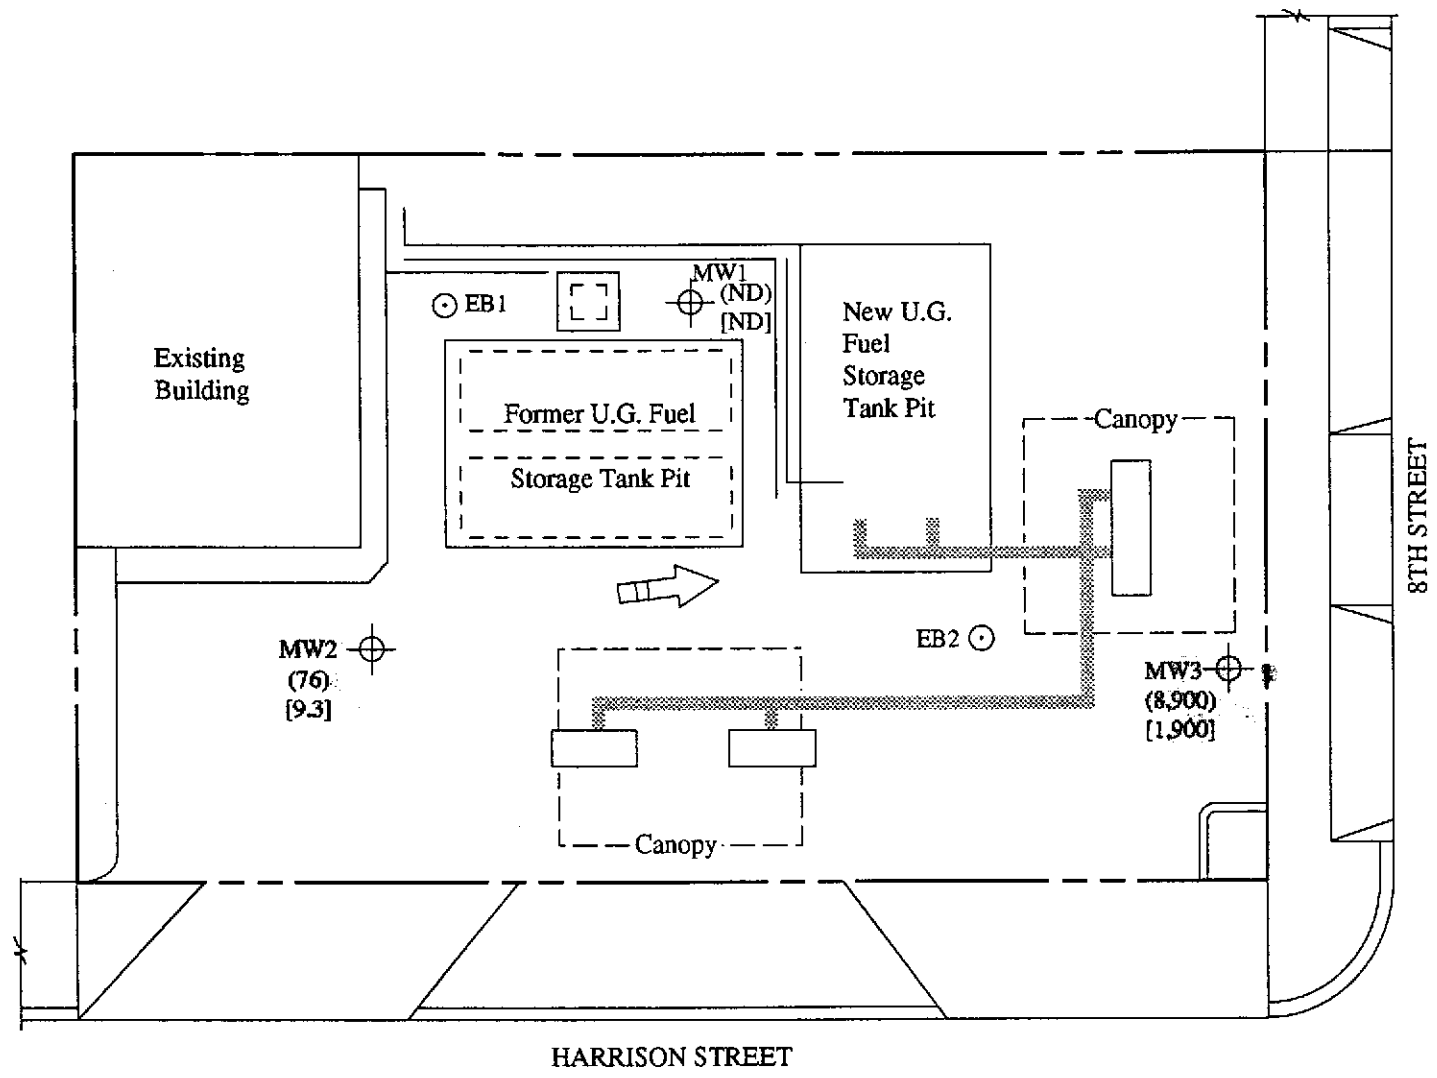 MW1
(ND)
[ND]
EB1
New U.G.
Fuel
Storage
Tank Pit
Existing
Building
Former U.G. Fuel
Storage Tank Pit
Canopy
8TH STREET
EB2
MW2
(76)
[9.3]
MW3
(8,900)
[1,900]
Canopy
HARRISON STREET